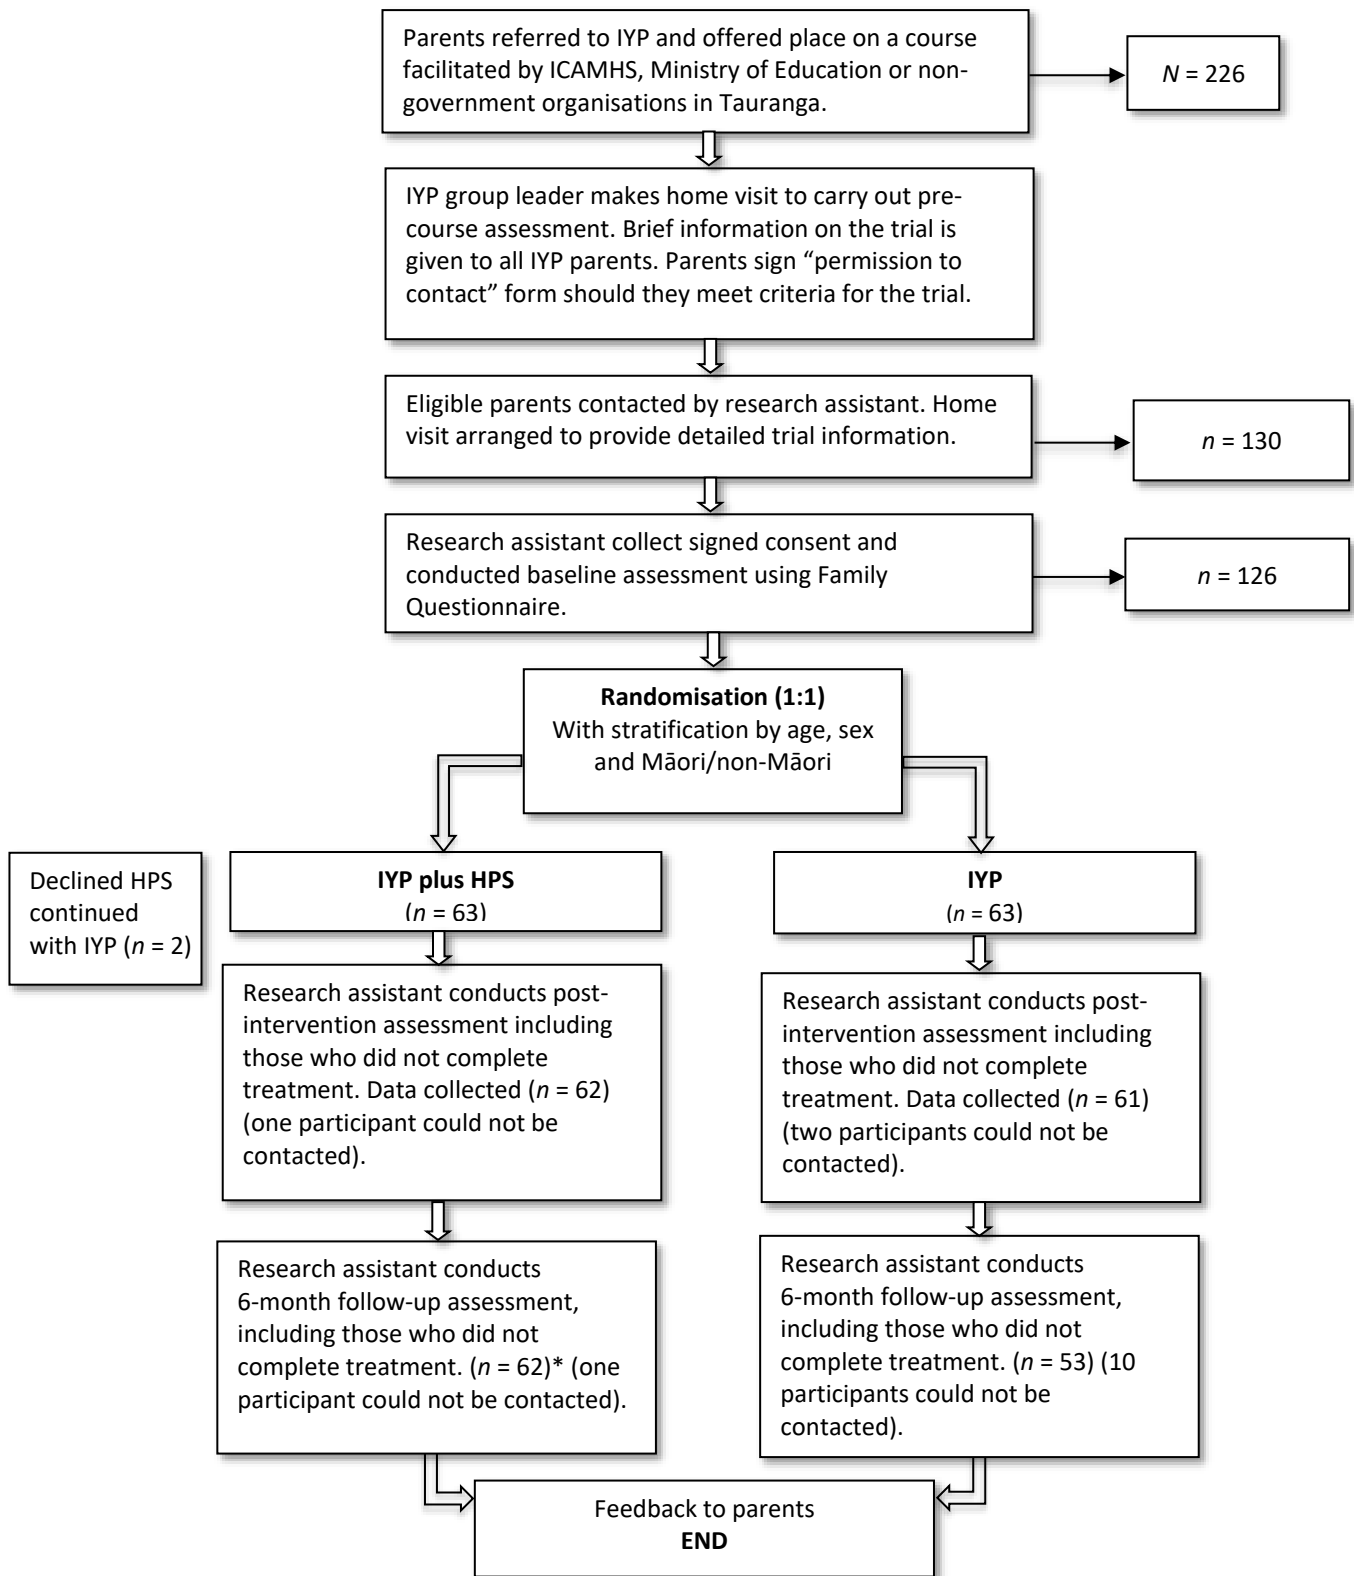 Parents referred to IYP and offered place on a course
facilitated by ICAMHS, Ministry of Education or non-
government organisations in Tauranga.
N = 226
IYP group leader makes home visit to carry out pre-
course assessment. Brief information on the trial is
given to all IYP parents. Parents sign “permission to
contact” form should they meet criteria for the trial.
Eligible parents contacted by research assistant. Home
visit arranged to provide detailed trial information.
n = 130
Research assistant collect signed consent and
conducted baseline assessment using Family
Questionnaire.
n = 126
Randomisation (1:1)
With stratification by age, sex
and Māori/non-Māori
Declined HPS
continued
with IYP (n = 2)
IYP plus HPS
(n = 63)
IYP
(n = 63)
Research assistant conducts post-
intervention assessment including
those who did not complete
treatment. Data collected (n = 62)
(one participant could not be
contacted).
Research assistant conducts post-
intervention assessment including
those who did not complete
treatment. Data collected (n = 61)
(two participants could not be
contacted).
Research assistant conducts
6-month follow-up assessment,
including those who did not
complete treatment. (n = 62)* (one
participant could not be contacted).
Research assistant conducts
6-month follow-up assessment,
including those who did not
complete treatment. (n = 53) (10
participants could not be
contacted).
Feedback to parents
END